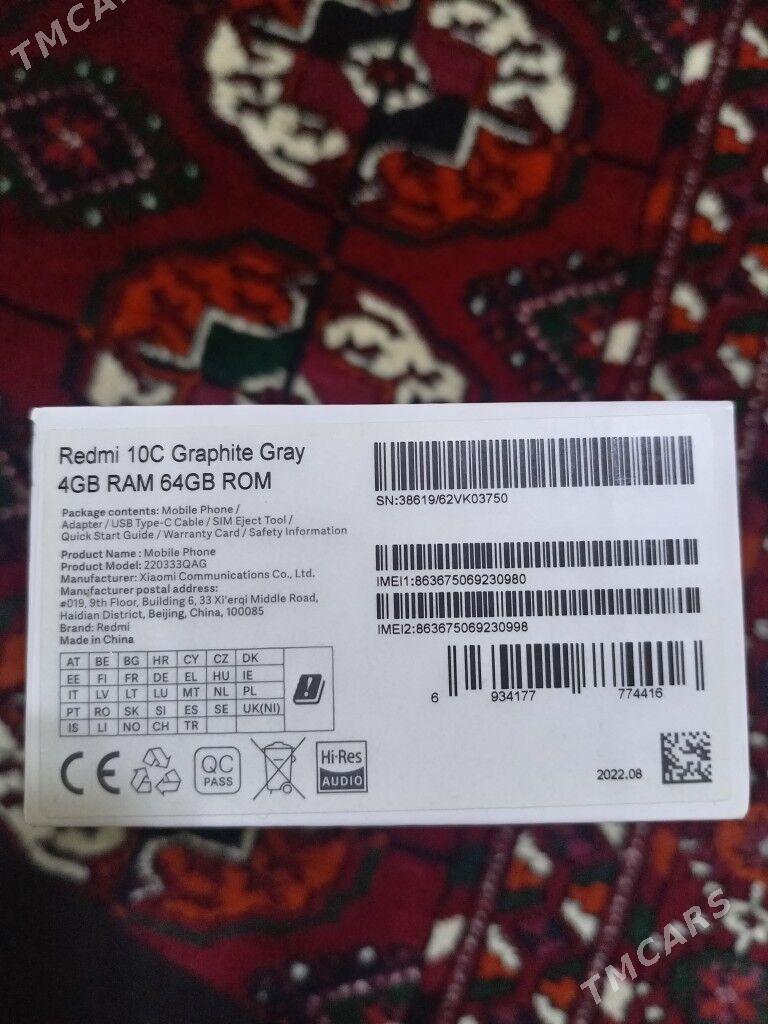 TMCARS
TMCARS
Redmi 10C Graphite Gray
4GB RAM 64GB ROM
Package contents: Mobile Phone /
Adapter / USB Type-C Cable / SIM Eject Tool /
Quick Start Guide / Warranty Card / Safety Information
Product Name : Mobile Phone
Product Model: 220333QAG
Manufacturer: Xiaomi Communications Co., Ltd.
Manufacturer postal address:
#019, 9th Floor, Building 6, 33 Xi'erqi Middle Road,
Haidian District, Beijing, China, 100085
Brand: Redmi
Made in China
AT BE BG HR CY CZ DK
EE FI FR DE EL HU IE
IT LV LT LU MT NL PL
PT RO SK SI ES SE UK(NI)
IS LI NO CH TR
CE
QC
PASS
Hi-Res
AUDIO
SN:38619/62VK03750
IMEI1:863675069230980
IMEI2:863675069230998
6 934177 774416
2022.08
TMCARS